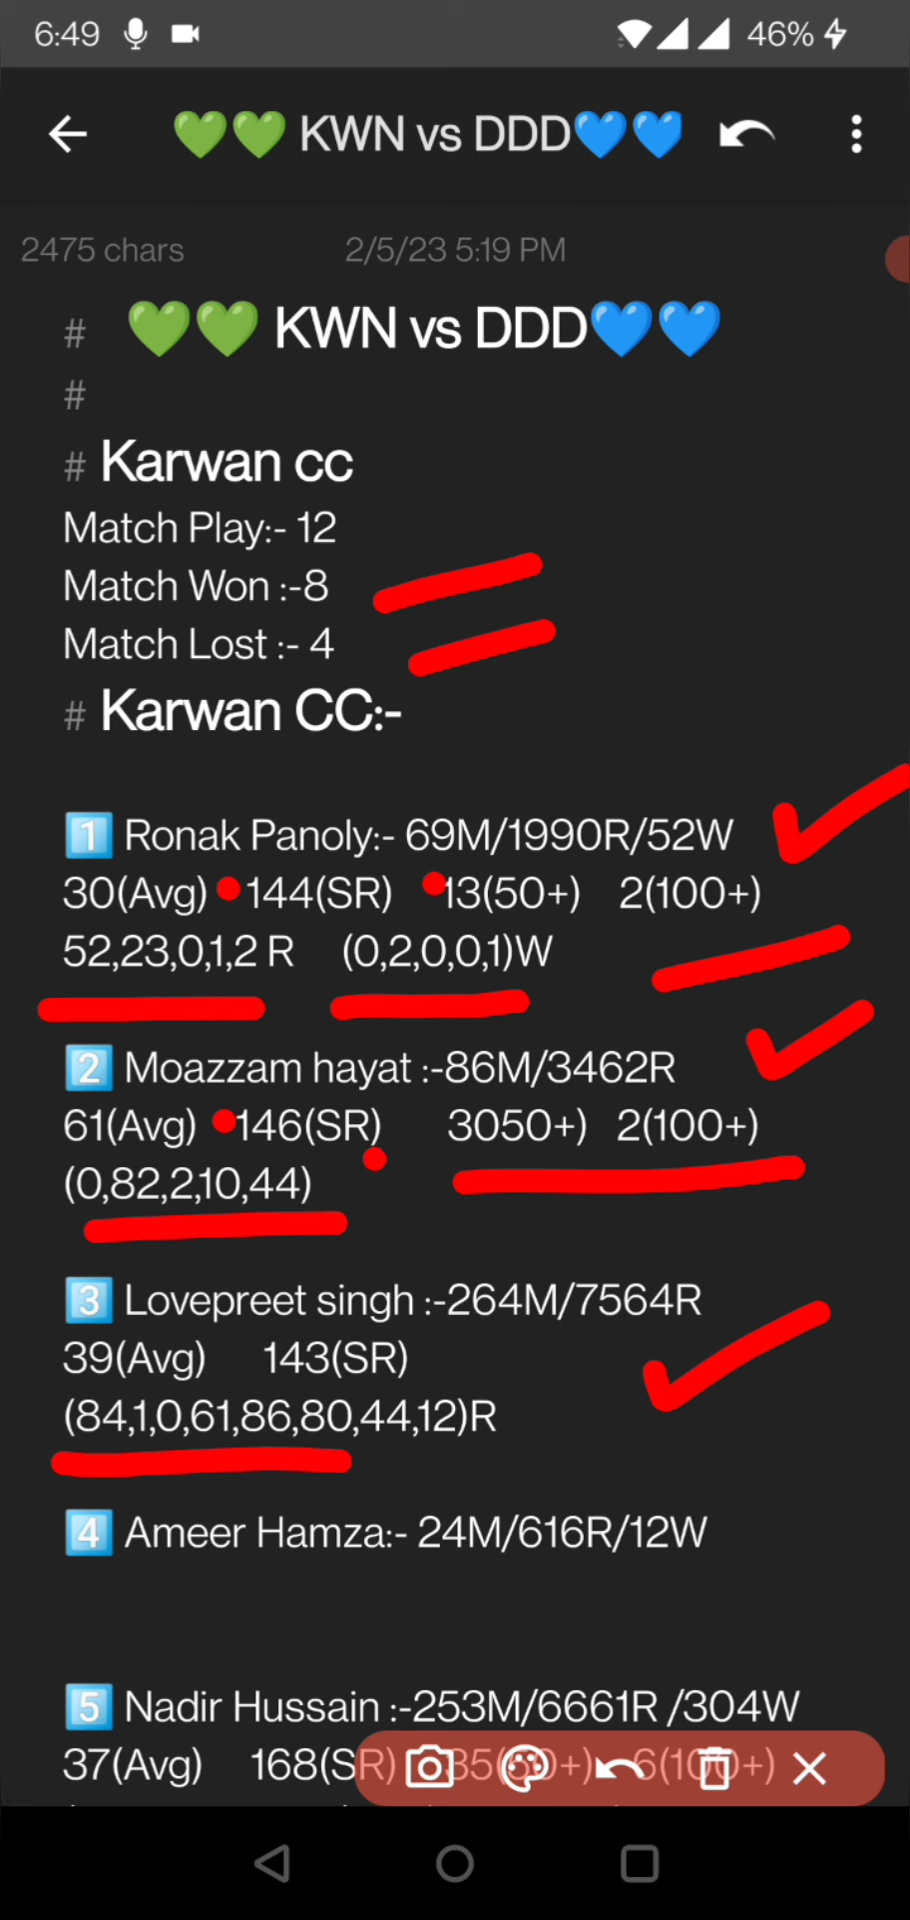 6:49 46%
💚💚 KWN vs DDD💙💙
2475 chars 2/5/23 5:19 PM
# 💚💚 KWN vs DDD💙💙
#
# Karwan cc
Match Play:- 12
Match Won :-8
Match Lost :- 4
# Karwan CC:-
1️⃣ Ronak Panoly:- 69M/1990R/52W
30(Avg) 144(SR) 13(50+) 2(100+)
52,23,0,1,2 R (0,2,0,0,1)W
2️⃣ Moazzam hayat :-86M/3462R
61(Avg) 146(SR) 3050+) 2(100+)
(0,82,2,10,44)
3️⃣ Lovepreet singh :-264M/7564R
39(Avg) 143(SR)
(84,1,0,61,86,80,44,12)R
4️⃣ Ameer Hamza:- 24M/616R/12W
5️⃣ Nadir Hussain :-253M/6661R /304W
37(Avg) 168(SR) 35(50+) 6(100+)